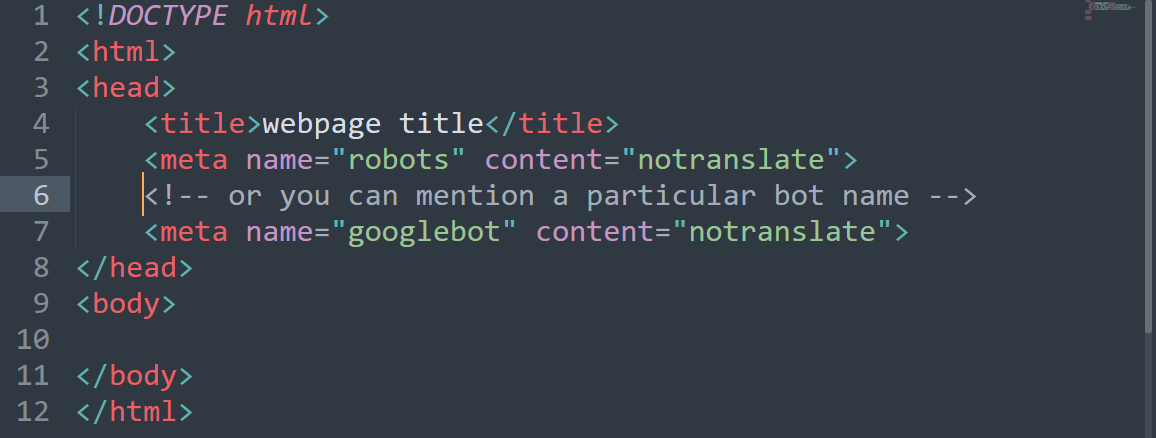 1 <!DOCTYPE html>
2 <html>
3 <head>
4     <title>webpage title</title>
5     <meta name="robots" content="notranslate">
6     <!-- or you can mention a particular bot name -->
7     <meta name="googlebot" content="notranslate">
8 </head>
9 <body>
10
11 </body>
12 </html>